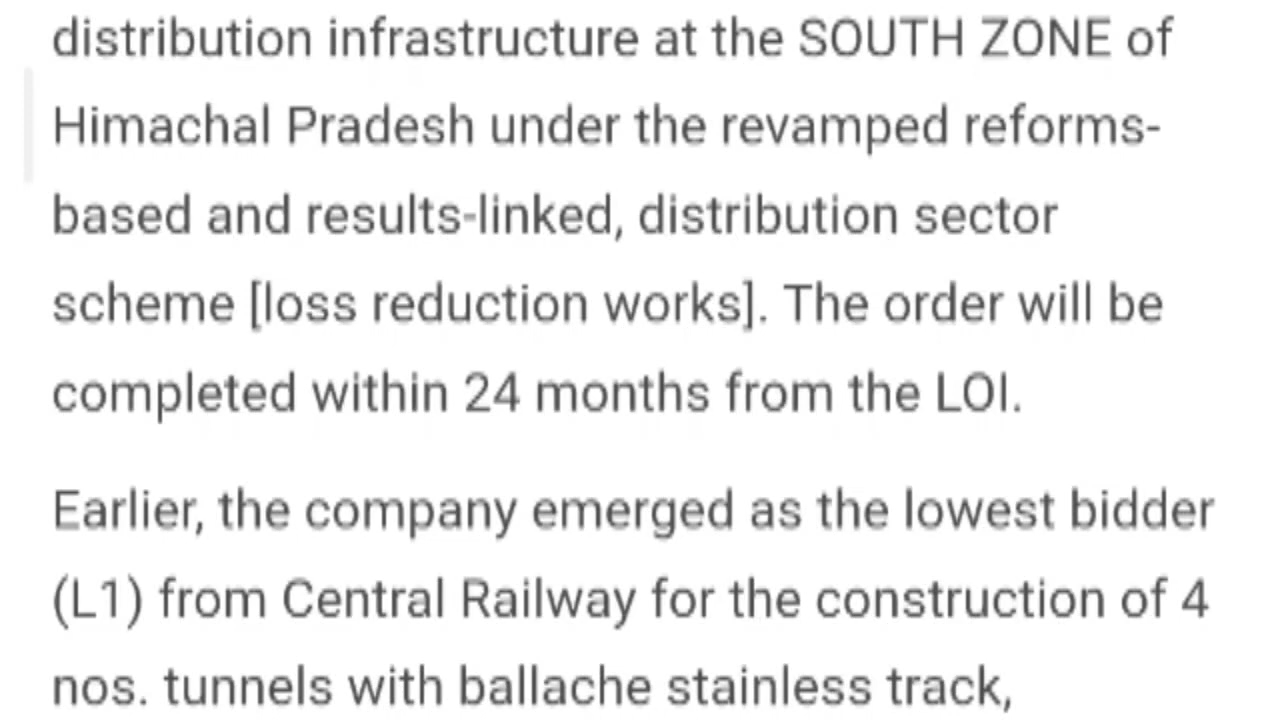 distribution infrastructure at the SOUTH ZONE of
Himachal Pradesh under the revamped reforms-
based and results-linked, distribution sector
scheme [loss reduction works]. The order will be
completed within 24 months from the LOI.
Earlier, the company emerged as the lowest bidder
(L1) from Central Railway for the construction of 4
nos. tunnels with ballache stainless track,